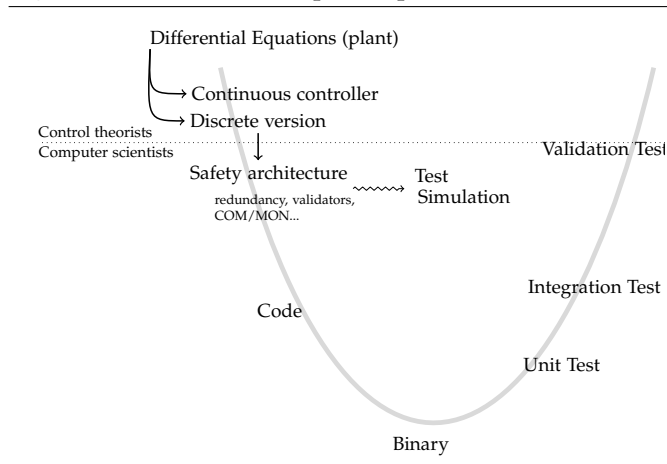 Differential Equations (plant)
Continuous controller
Discrete version
Control theorists
Computer scientists
Validation Test
Safety architecture
redundancy, validators,
COM/MON...
Test
Simulation
Integration Test
Code
Unit Test
Binary